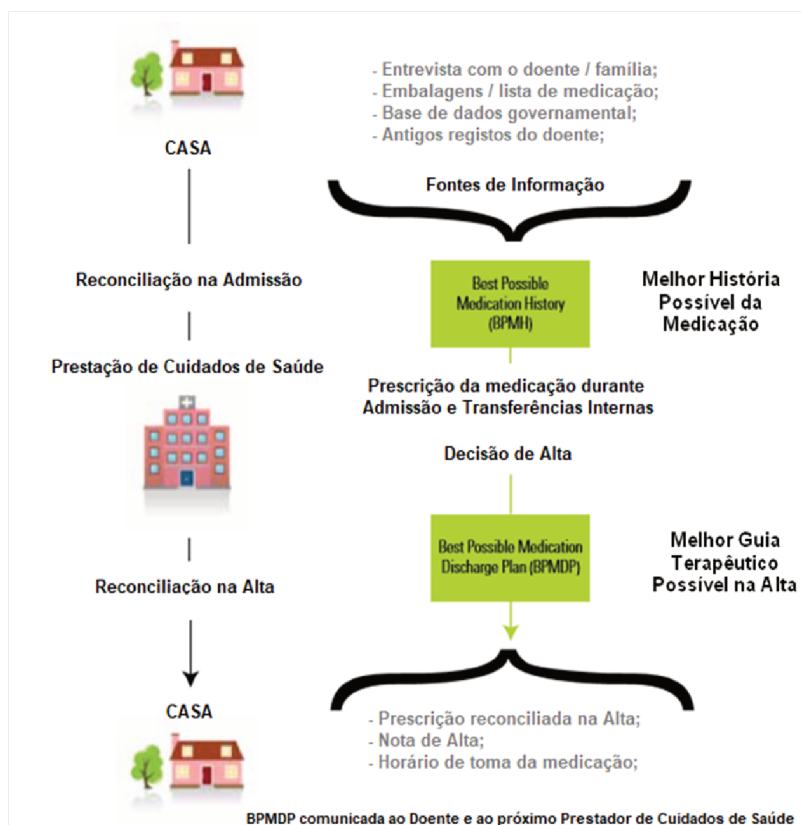 - Entrevista com o doente / família;
- Embalagens / lista de medicação;
- Base de dados governamental;
- Antigos registos do doente;
CASA
Fontes de Informação
Reconciliação na Admissão
Best Possible
Medication History
(BPMH)
Melhor História
Possível da
Medicação
Prestação de Cuidados de Saúde
Prescrição da medicação durante
Admissão e Transferências Internas
Decisão de Alta
Best Possible Medication
Discharge Plan (BPMDP)
Melhor Guia
Terapêutico
Possível na Alta
Reconciliação na Alta
CASA
- Prescrição reconciliada na Alta;
- Nota de Alta;
- Horário de toma da medicação;
BPMDP comunicada ao Doente e ao próximo Prestador de Cuidados de Saúde